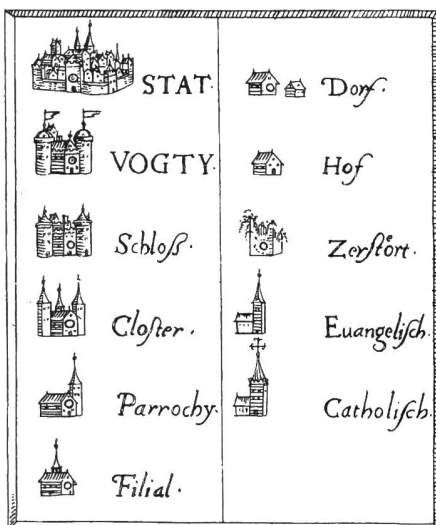 STAT.
VOGTY
Schloſs.
Cloſter.
Parrochy.
Filial.
Dorf.
Hof
Zerſtört.
Euangeliſch.
Catholiſch.